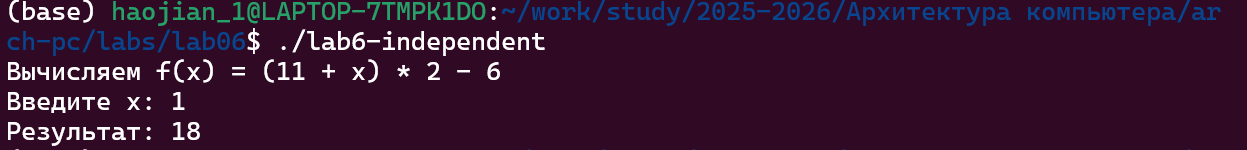 (base) haojian_1@LAPTOP-7TMPK1DO:~/work/study/2025-2026/Архитектура компьютера/ar
ch-pc/labs/lab06$ ./lab6-independent
Вычисляем f(x) = (11 + x) * 2 - 6
Введите x: 1
Результат: 18